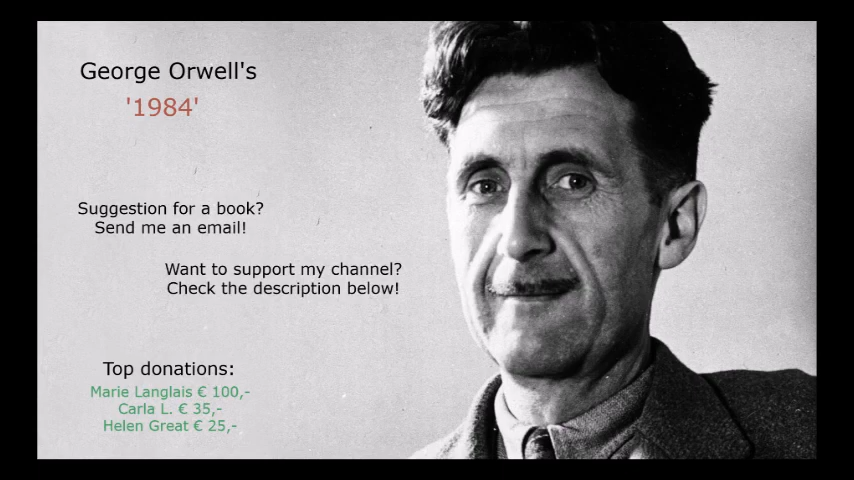 George Orwell's
'1984'
Suggestion for a book?
Send me an email!
Want to support my channel?
Check the description below!
Top donations:
Marie Langlais € 100,-
Carla L. € 35,-
Helen Great € 25,-